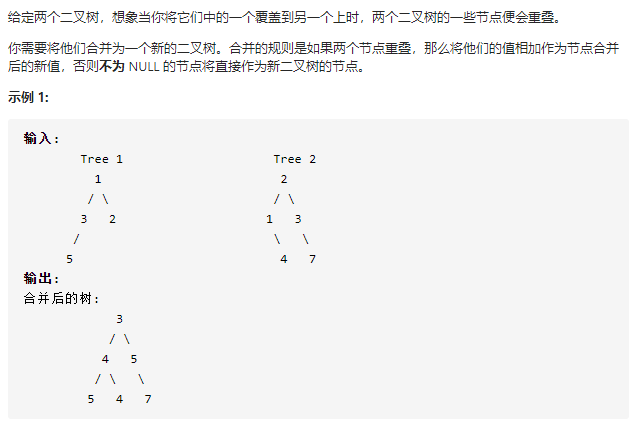 给定两个二叉树，想象当你将它们中的一个覆盖到另一个上时，两个二叉树的一些节点便会重叠。
你需要将他们合并为一个新的二叉树。合并的规则是如果两个节点重叠，那么将他们的值相加作为节点合并
后的新值，否则不为 NULL 的节点将直接作为新二叉树的节点。
示例 1:
输入:
Tree 1 Tree 2
1 2
/ \ / \
3 2 1 3
/ \ \
5 4 7
输出:
合并后的树:
3
/ \
4 5
/ \ \
5 4 7